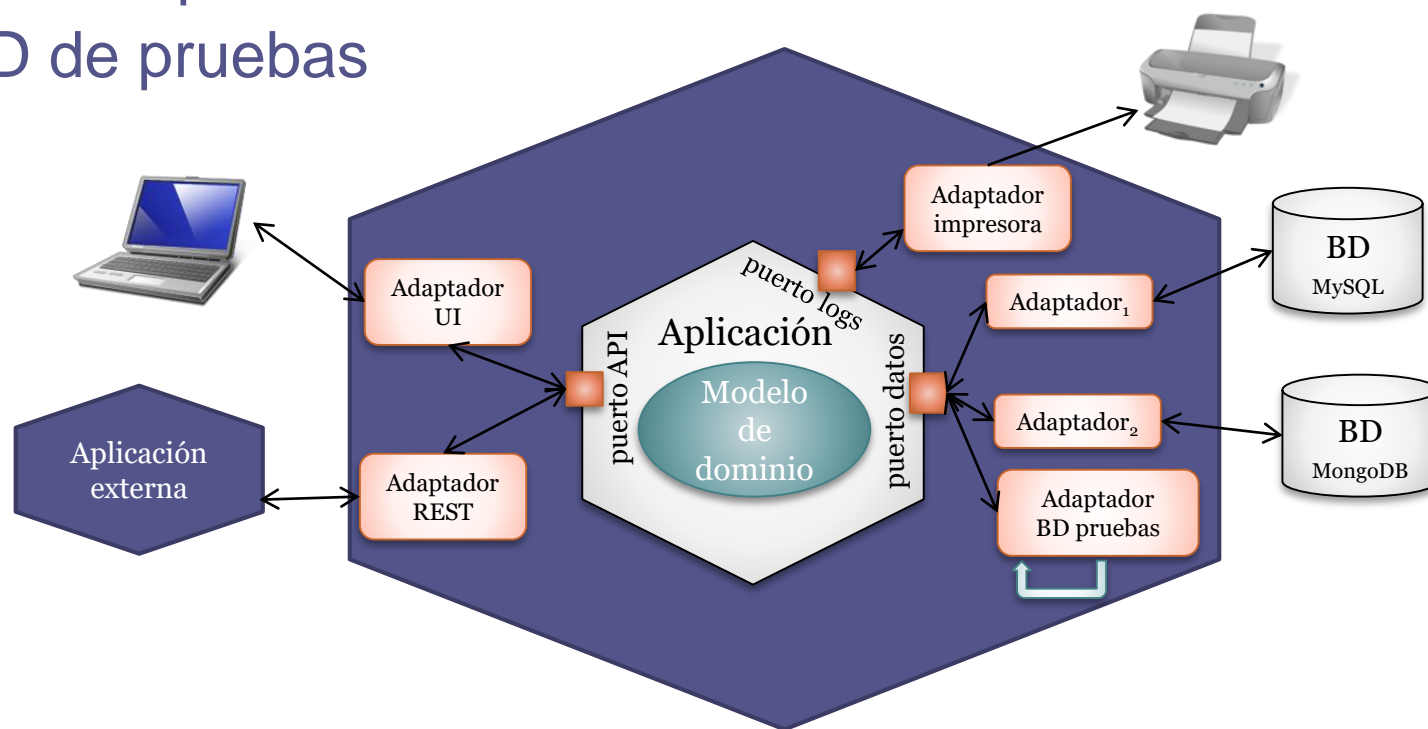 D de pruebas
Adaptador
impresora
BD
MySQL
puerto logs
Adaptador
UI
Adaptador₁
Aplicación
puerto API
puerto datos
Modelo
de
dominio
Adaptador₂
BD
MongoDB
Aplicación
externa
Adaptador
REST
Adaptador
BD pruebas